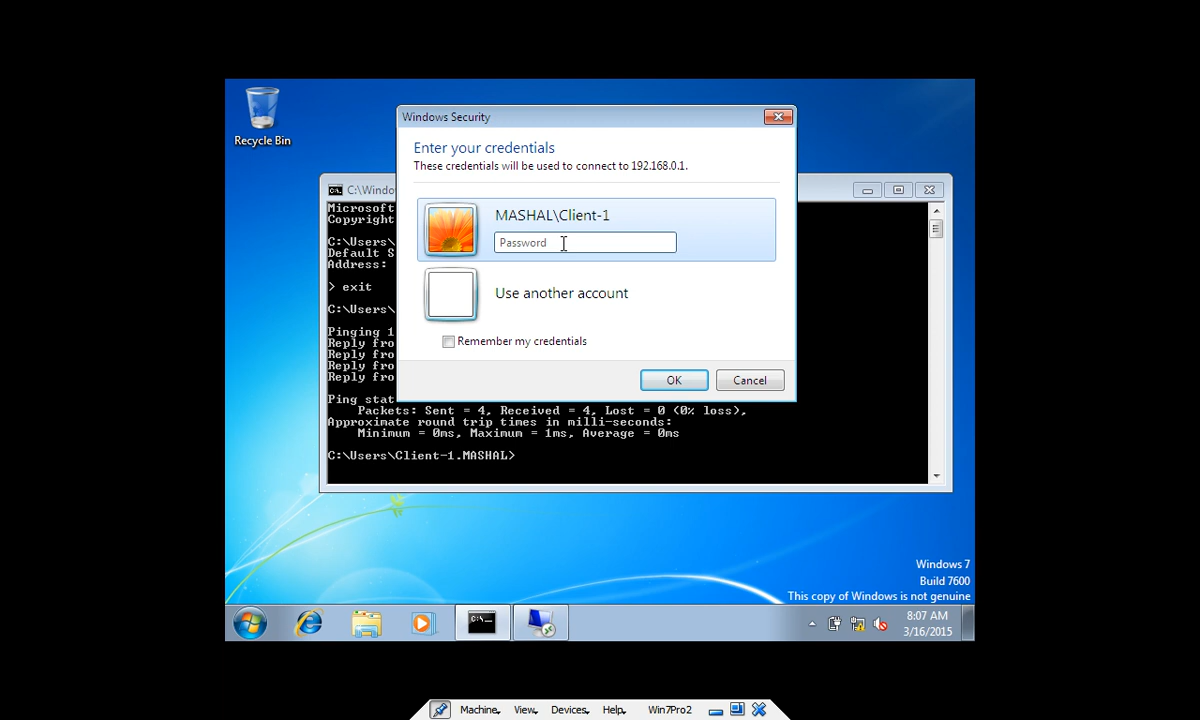 Recycle Bin
Windows Security
Enter your credentials
These credentials will be used to connect to 192.168.0.1.
MASHAL\Client-1
Password
Use another account
Remember my credentials
OK
Cancel
C:\Windo
Microsoft
Copyright
C:\Users\
Default S
Address:
> exit
C:\Users\
Pinging 1
Reply fro
Reply fro
Reply fro
Reply fro
Ping stat
Packets: Sent = 4, Received = 4, Lost = 0 (0% loss),
Approximate round trip times in milli-seconds:
Minimum = 0ms, Maximum = 1ms, Average = 0ms
C:\Users\Client-1.MASHAL>
Windows 7
Build 7600
This copy of Windows is not genuine
C:\
8:07 AM
3/16/2015
Machine View Devices Help Win7Pro2